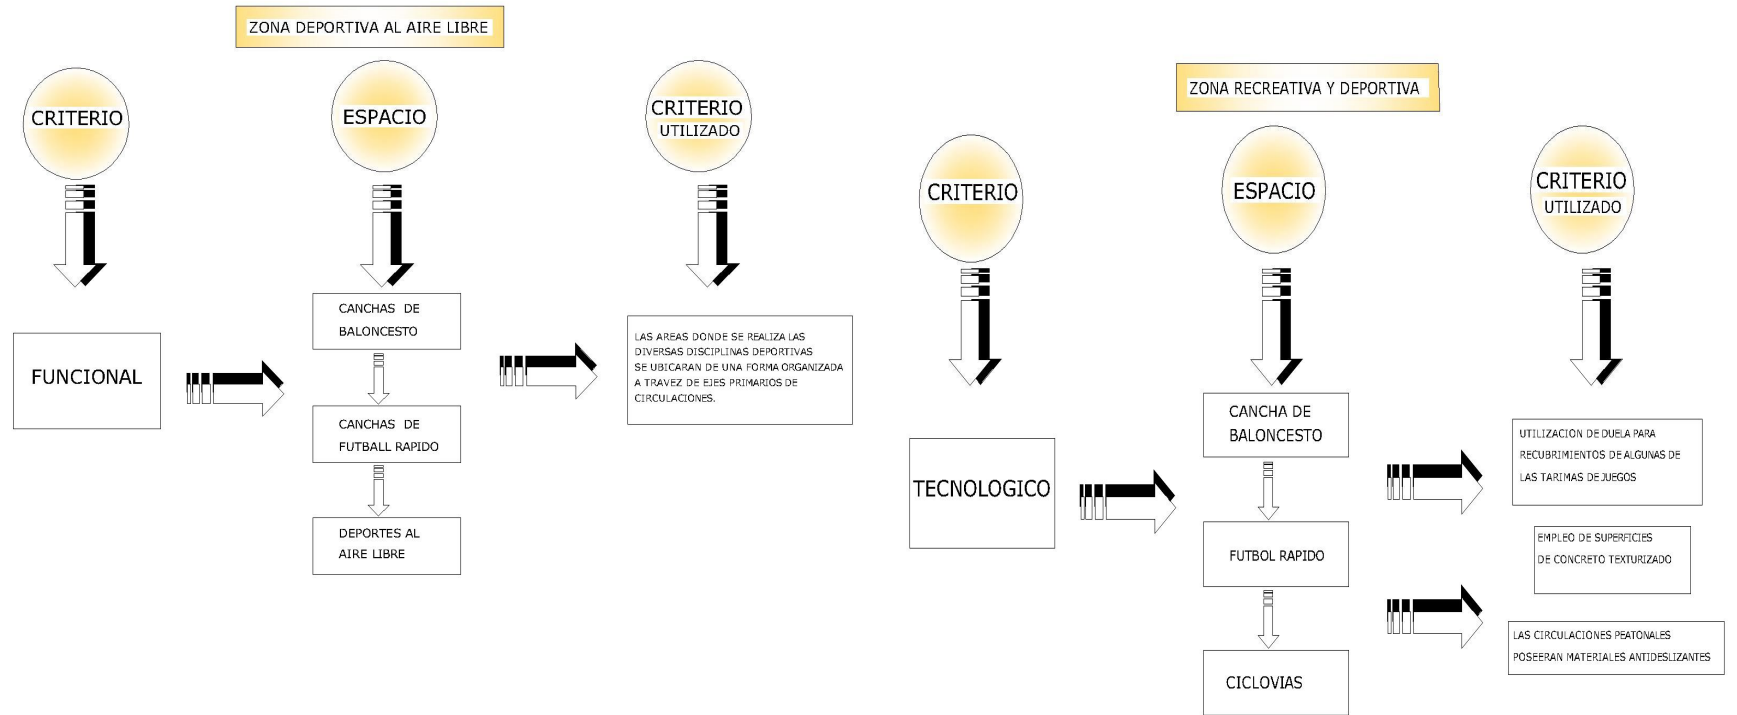 ZONA DEPORTIVA AL AIRE LIBRE
CRITERIO
ESPACIO
CRITERIO
UTILIZADO
FUNCIONAL
CANCHAS DE
BALONCESTO
CANCHAS DE
FUTBALL RAPIDO
DEPORTES AL
AIRE LIBRE
LAS AREAS DONDE SE REALIZA LAS
DIVERSAS DISCIPLINAS DEPORTIVAS
SE UBICARAN DE UNA FORMA ORGANIZADA
A TRAVEZ DE EJES PRIMARIOS DE
CIRCULACIONES.
ZONA RECREATIVA Y DEPORTIVA
CRITERIO
ESPACIO
CRITERIO
UTILIZADO
TECNOLOGICO
CANCHA DE
BALONCESTO
FUTBOL RAPIDO
CICLOVIAS
UTILIZACION DE DUELA PARA
RECUBRIMIENTOS DE ALGUNAS DE
LAS TARIMAS DE JUEGOS
EMPLEO DE SUPERFICIES
DE CONCRETO TEXTURIZADO
LAS CIRCULACIONES PEATONALES
POSEERAN MATERIALES ANTIDESLIZANTES